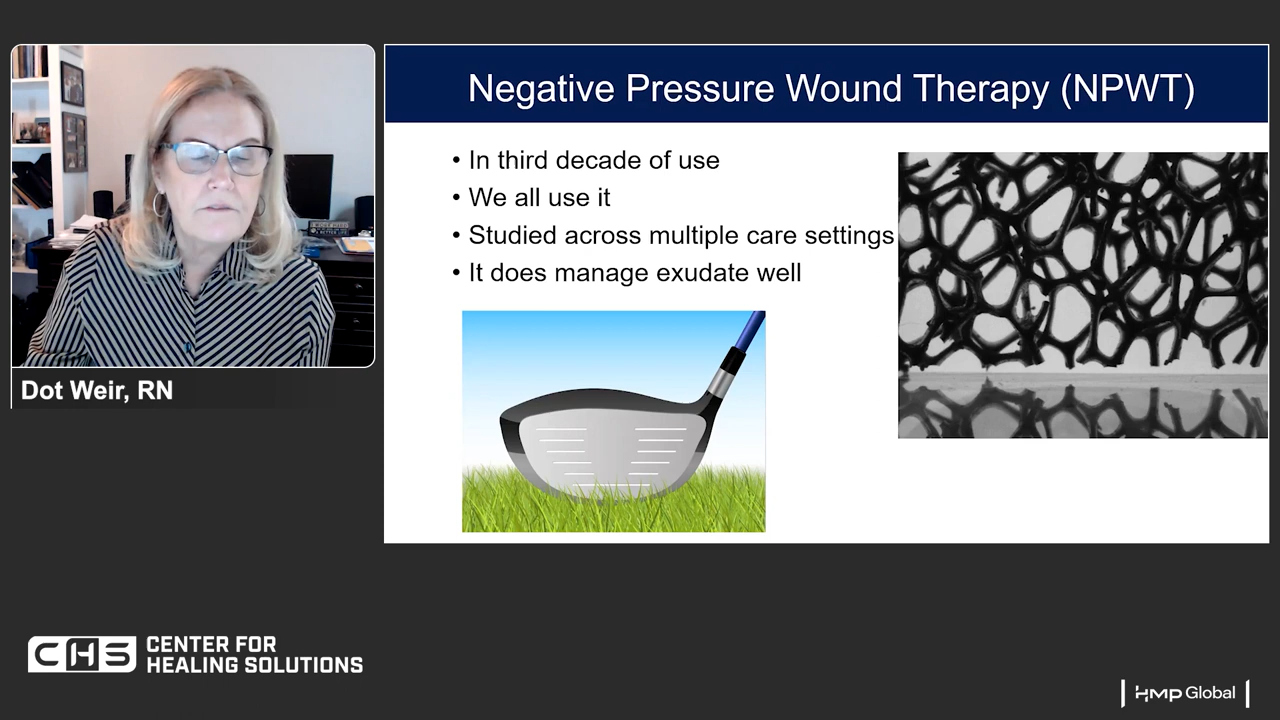 Negative Pressure Wound Therapy (NPWT)
• In third decade of use
• We all use it
• Studied across multiple care settings
• It does manage exudate well
Dot Weir, RN
CHS
CENTER FOR
HEALING SOLUTIONS
HMP Global